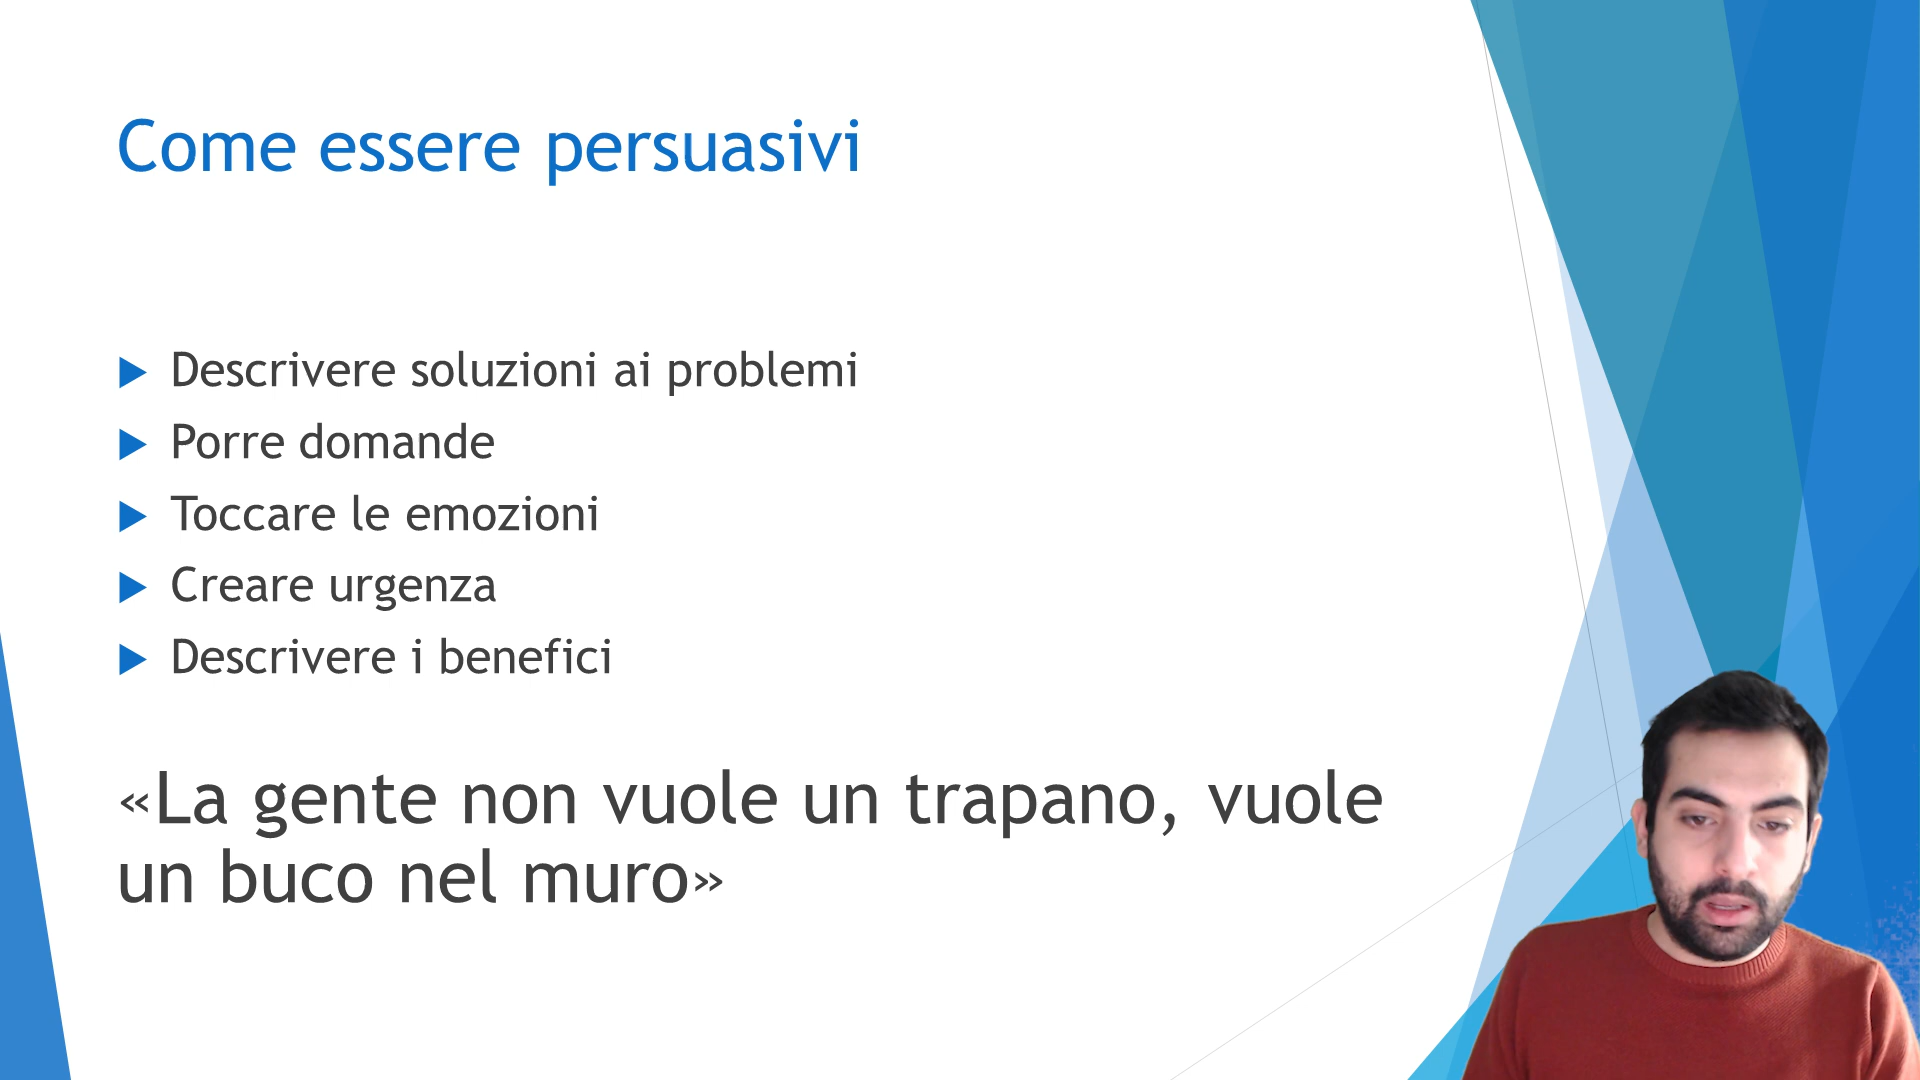 Come essere persuasivi
Descrivere soluzioni ai problemi
Porre domande
Toccare le emozioni
Creare urgenza
Descrivere i benefici
«La gente non vuole un trapano, vuole
un buco nel muro»